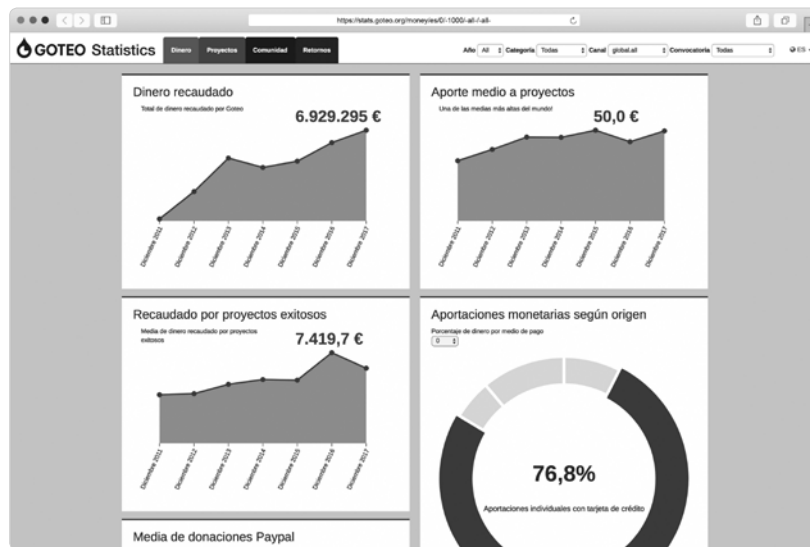 https://stats.goteo.org/moneyies/0/-1000/-all-/-all-
GOTEO Statistics
Dinero
Proyectos
Comunidad
Retornos
Año All Categoría Todas Canal global.all Convocatoria Todas
ES
Dinero recaudado
Total de dinero recaudado por Goteo
6.929.295 €
Diciembre 2011
Diciembre 2012
Diciembre 2013
Diciembre 2014
Diciembre 2015
Diciembre 2016
Diciembre 2017
Aporte medio a proyectos
Una de las medias más altas del mundo!
50,0 €
Diciembre 2011
Diciembre 2012
Diciembre 2013
Diciembre 2014
Diciembre 2015
Diciembre 2016
Diciembre 2017
Recaudado por proyectos exitosos
Media de dinero recaudado por proyectos
exitosos
7.419,7 €
Diciembre 2011
Diciembre 2012
Diciembre 2013
Diciembre 2014
Diciembre 2015
Diciembre 2016
Diciembre 2017
Aportaciones monetarias según origen
Porcentaje de dinero por medio de pago
0
76,8%
Aportaciones individuales con tarjeta de crédito
Media de donaciones Paypal